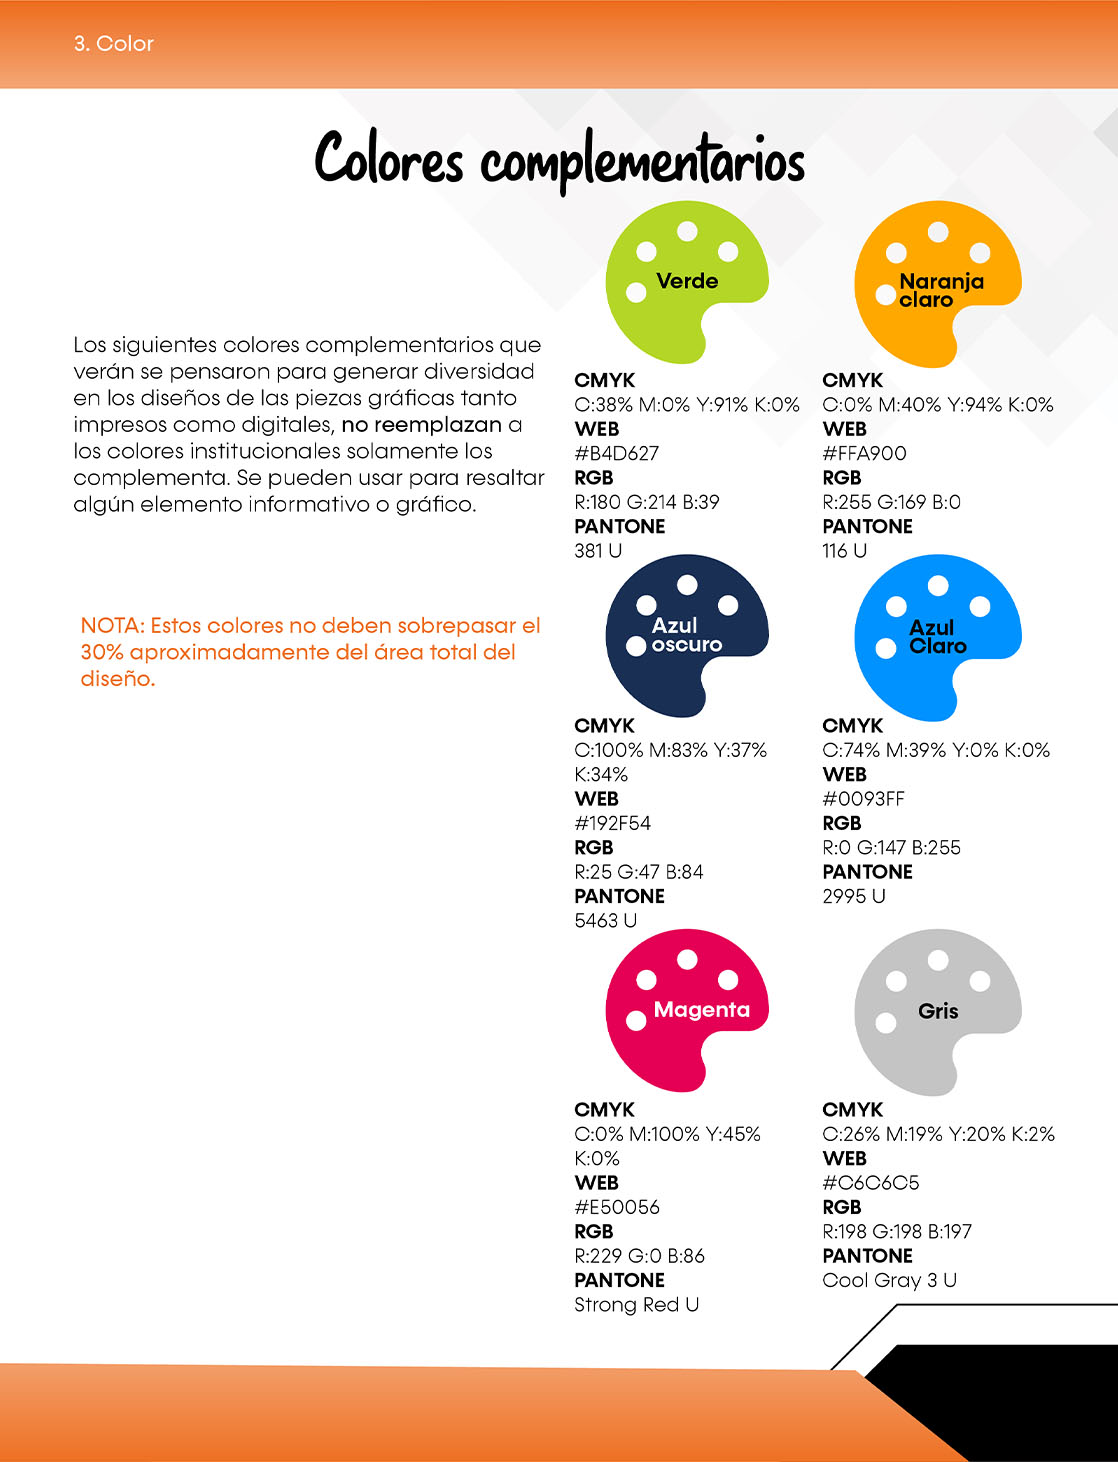 3. Color
Colores complementarios
Los siguientes colores complementarios que
verán se pensaron para generar diversidad
en los diseños de las piezas gráficas tanto
impresos como digitales, no reemplazan a
los colores institucionales solamente los
complementa. Se pueden usar para resaltar
algún elemento informativo o gráfico.
NOTA: Estos colores no deben sobrepasar el
30% aproximadamente del área total del
diseño.
Verde
CMYK
C:38% M:0% Y:91% K:0%
WEB
#B4D627
RGB
R:180 G:214 B:39
PANTONE
381 U
Naranja
claro
CMYK
C:0% M:40% Y:94% K:0%
WEB
#FFA900
RGB
R:255 G:169 B:0
PANTONE
116 U
Azul
oscuro
CMYK
C:100% M:83% Y:37%
K:34%
WEB
#192F54
RGB
R:25 G:47 B:84
PANTONE
5463 U
Azul
Claro
CMYK
C:74% M:39% Y:0% K:0%
WEB
#0093FF
RGB
R:0 G:147 B:255
PANTONE
2995 U
Magenta
CMYK
C:0% M:100% Y:45%
K:0%
WEB
#E50056
RGB
R:229 G:0 B:86
PANTONE
Strong Red U
Gris
CMYK
C:26% M:19% Y:20% K:2%
WEB
#C6C6C5
RGB
R:198 G:198 B:197
PANTONE
Cool Gray 3 U